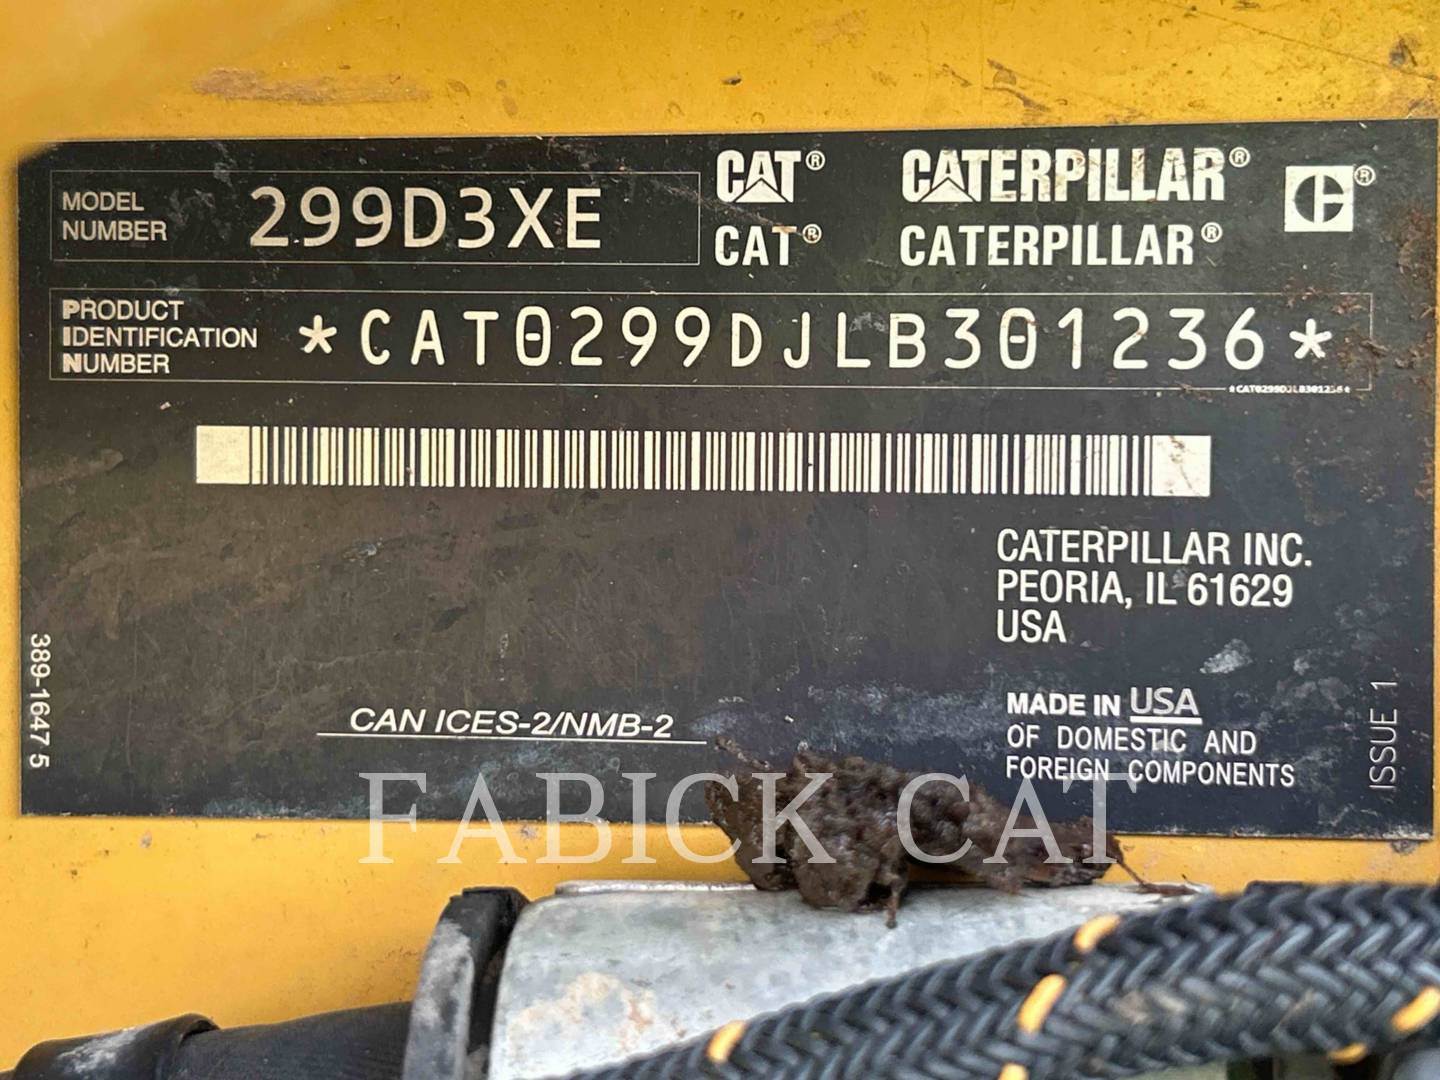 MODEL NUMBER 299D3XE
CAT® CATERPILLAR®
CAT® CATERPILLAR®
PRODUCT
IDENTIFICATION
NUMBER
*CAT0299DJLB301236*
*CAT0299DJLB301236*
CATERPILLAR INC.
PEORIA, IL 61629
USA
389-1647 5
CAN ICES-2/NMB-2
MADE IN USA
OF DOMESTIC AND
FOREIGN COMPONENTS
ISSUE 1
FABICK CAT